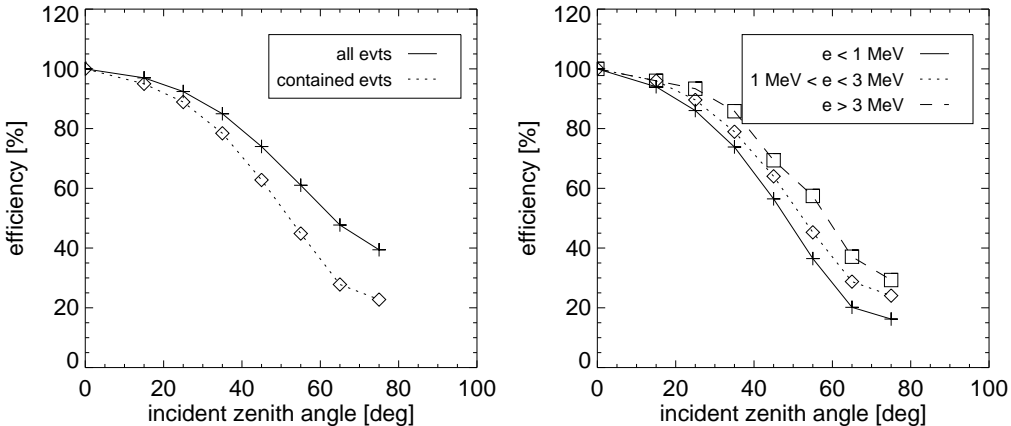 120
100
80
60
40
20
0
efficiency [%]
all evts
contained evts
0 20 40 60 80 100
incident zenith angle [deg]
120
100
80
60
40
20
0
efficiency [%]
e < 1 MeV
1 MeV < e < 3 MeV
e > 3 MeV
0 20 40 60 80 100
incident zenith angle [deg]